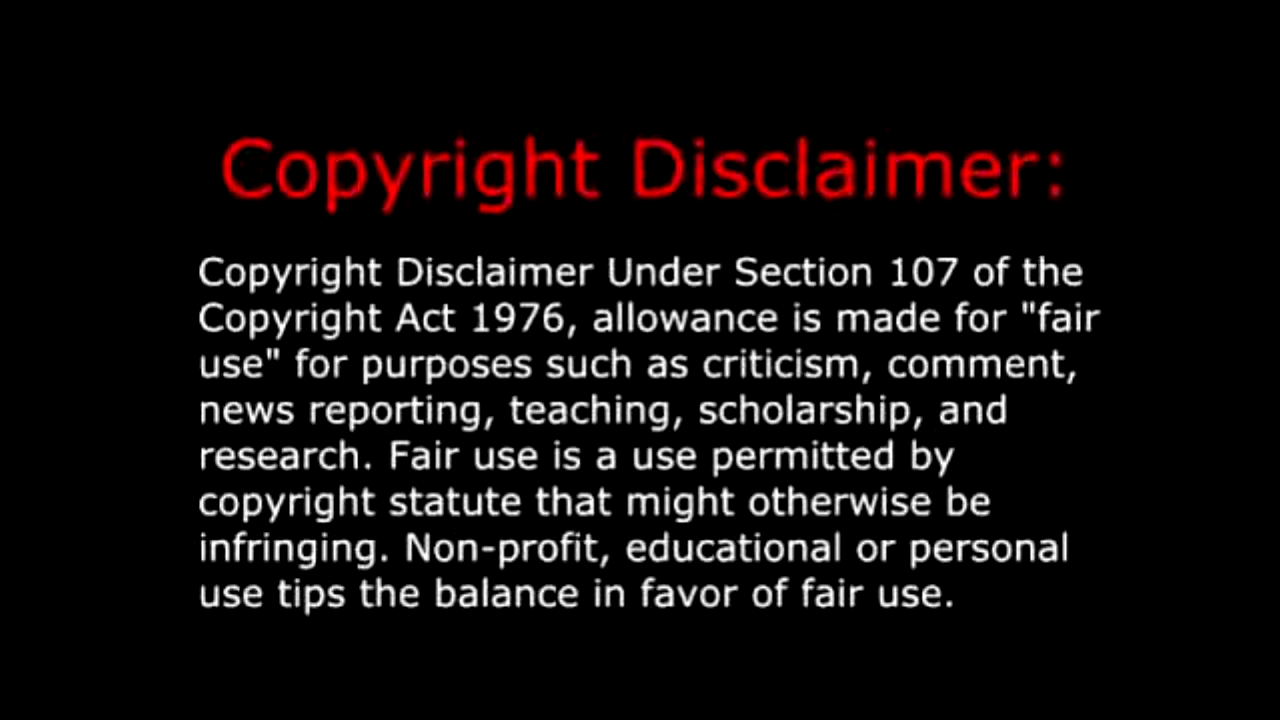 Copyright Disclaimer:
Copyright Disclaimer Under Section 107 of the
Copyright Act 1976, allowance is made for "fair
use" for purposes such as criticism, comment,
news reporting, teaching, scholarship, and
research. Fair use is a use permitted by
copyright statute that might otherwise be
infringing. Non-profit, educational or personal
use tips the balance in favor of fair use.